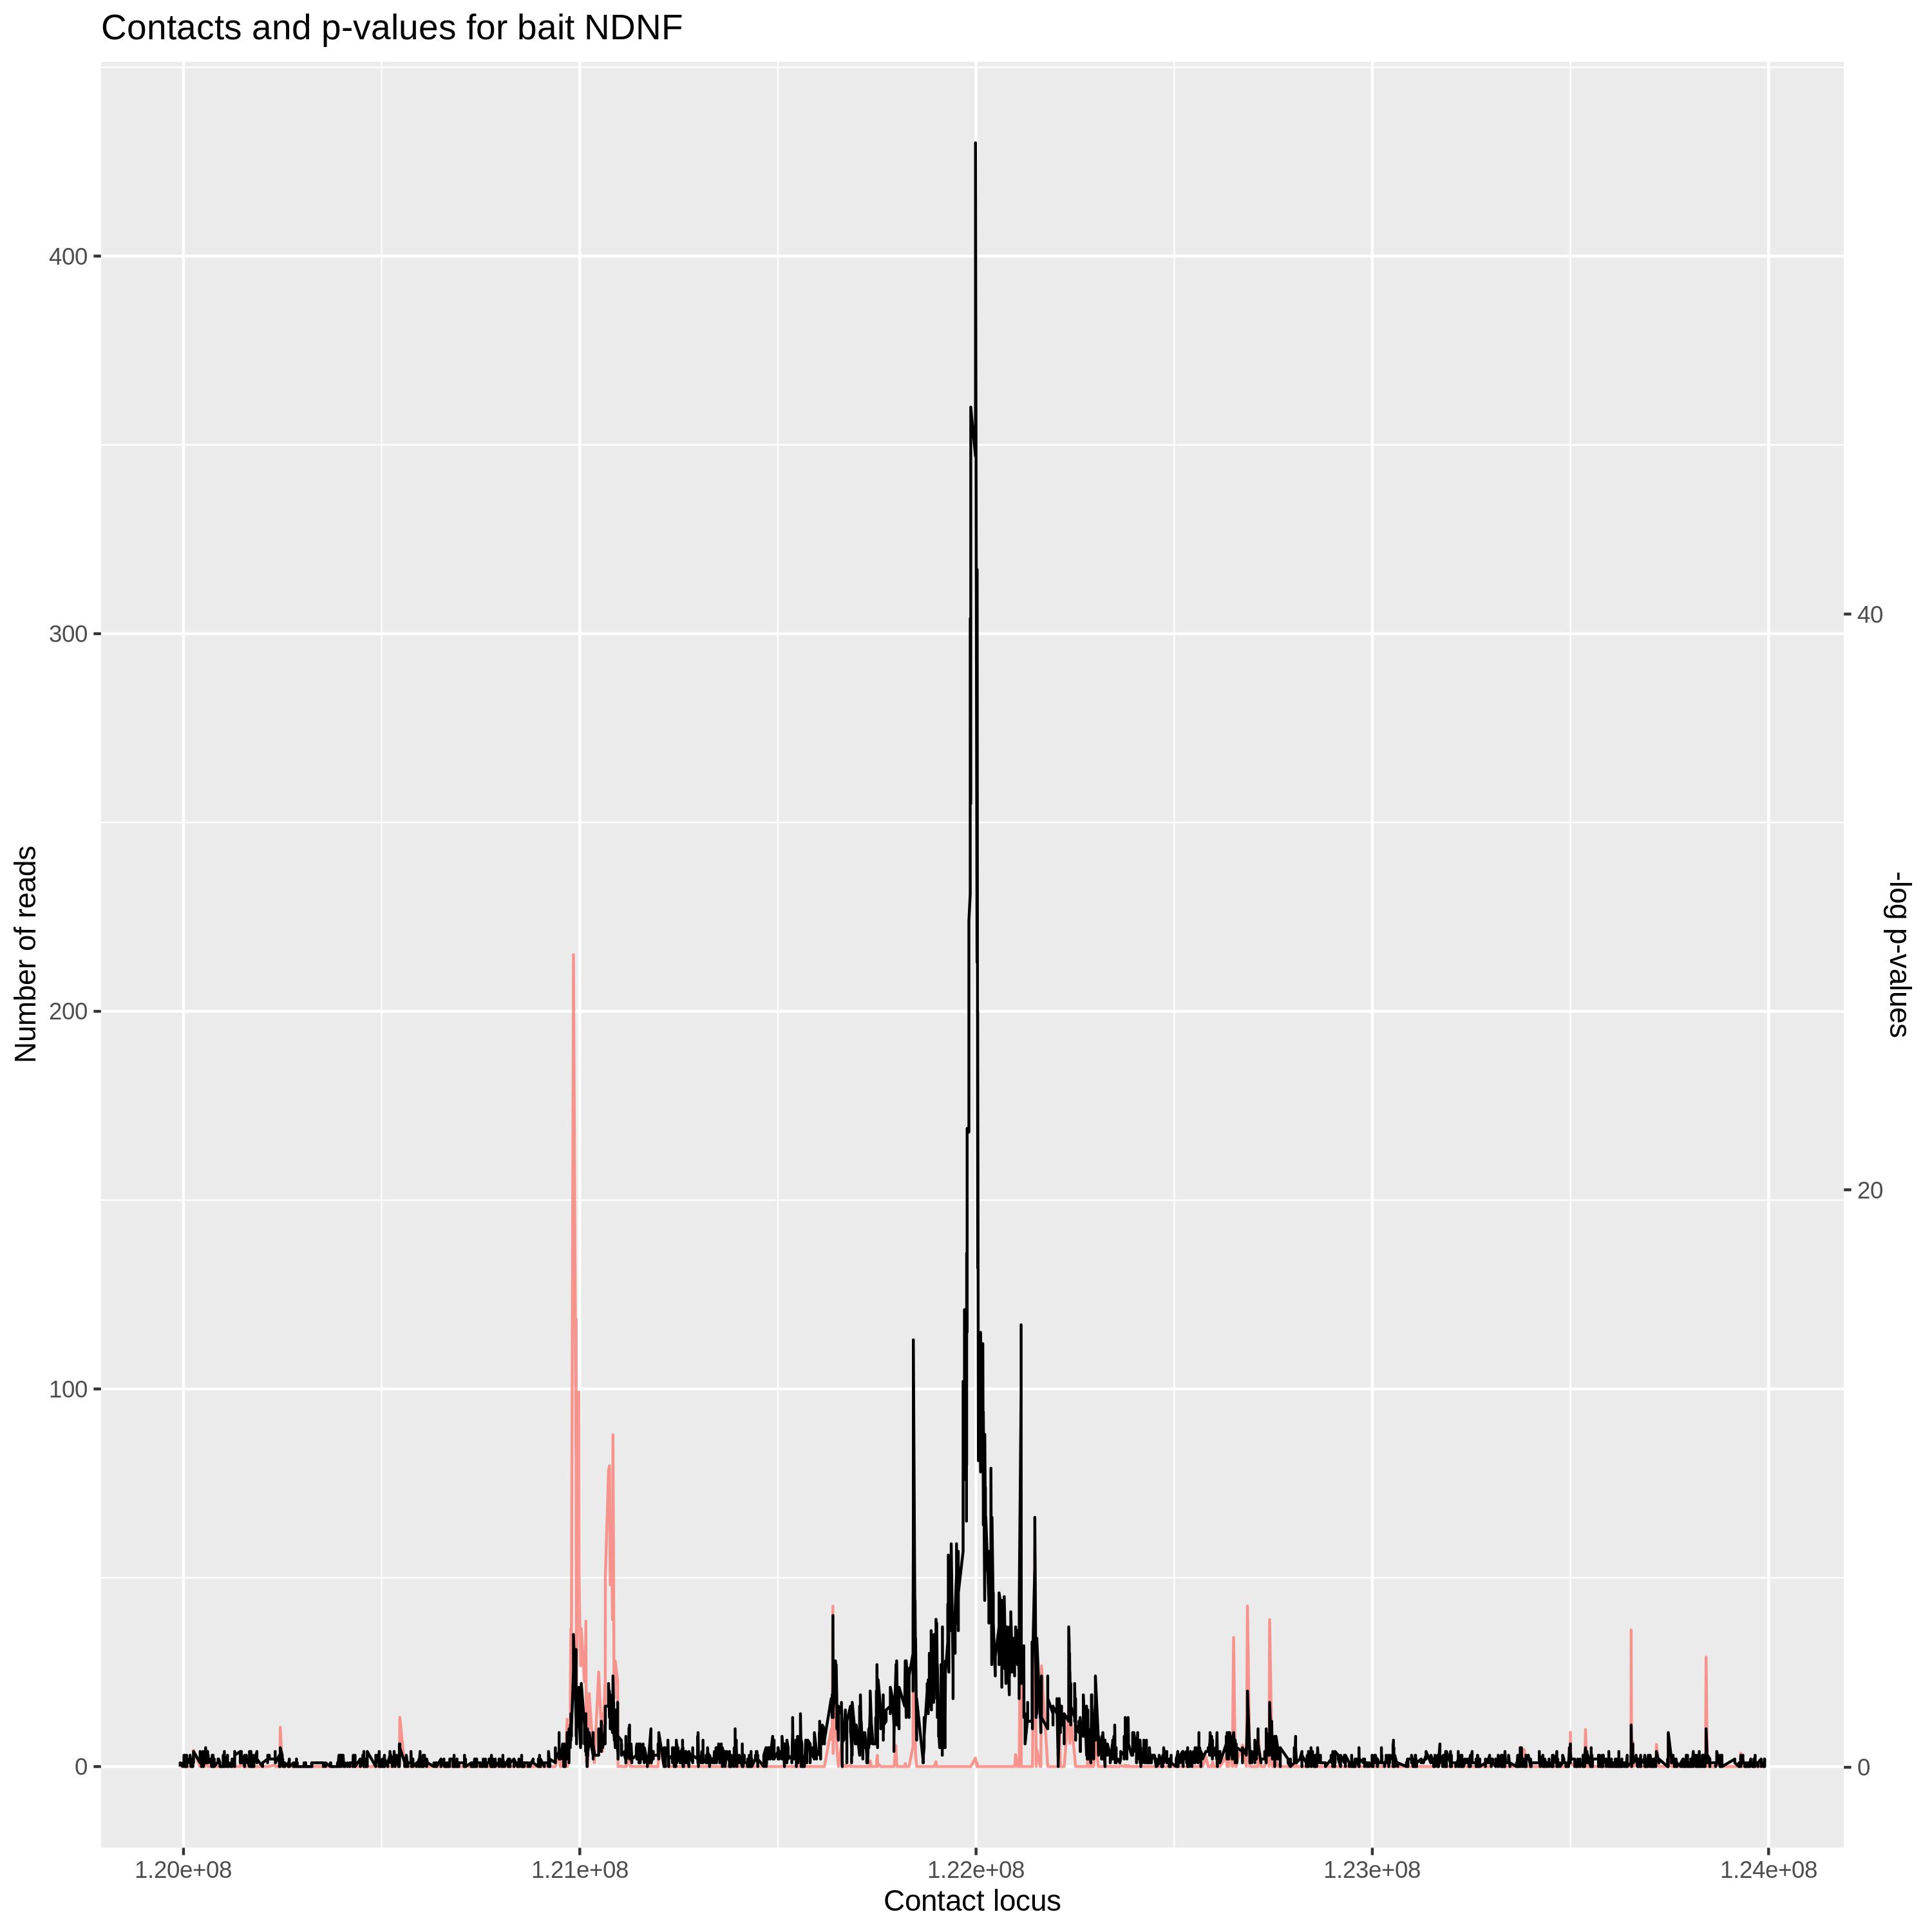 Contacts and p-values for bait NDNF
400
300
200
100
0
Number of reads
40
20
0
-log p-values
1.20e+08 1.21e+08 1.22e+08 1.23e+08 1.24e+08
Contact locus